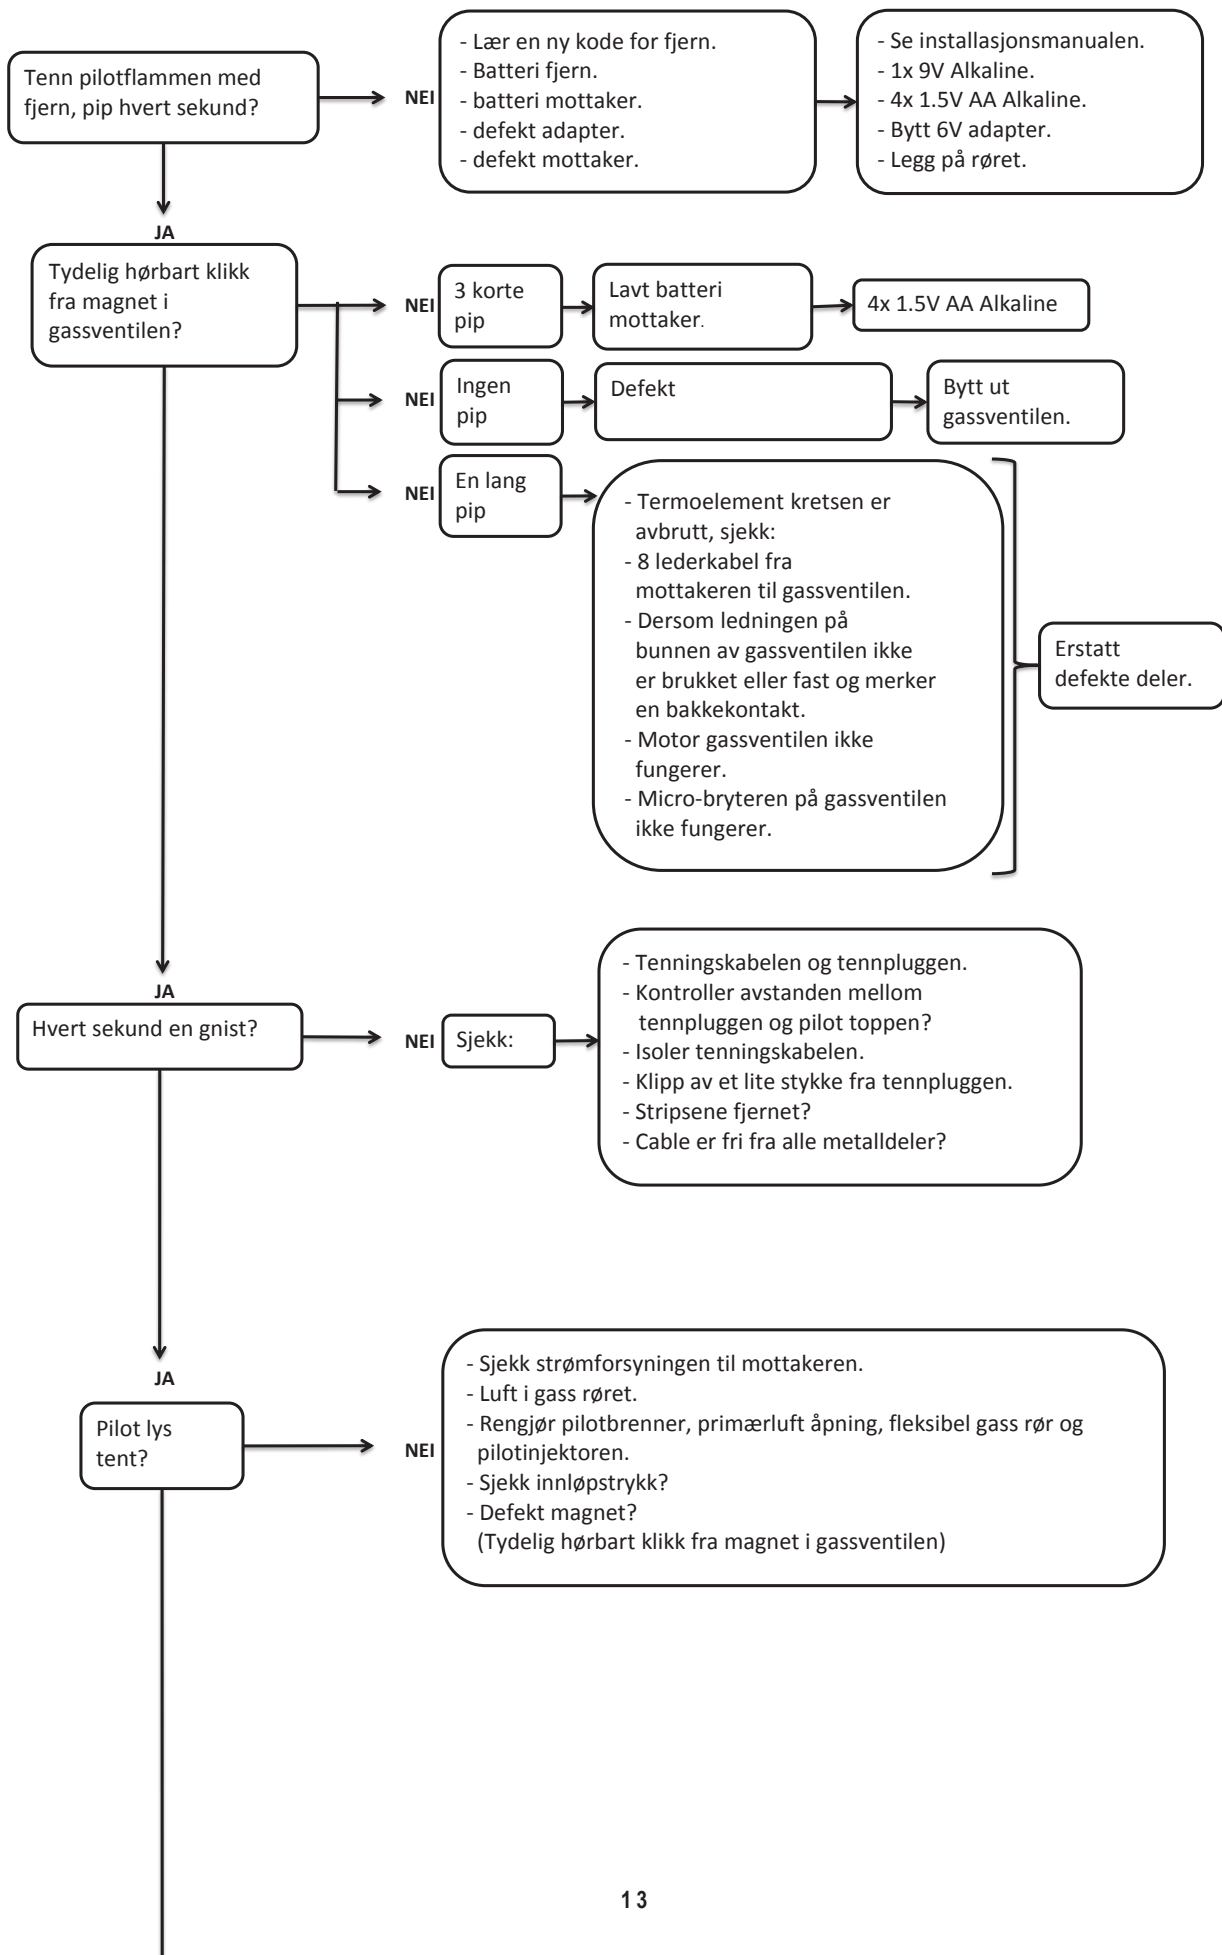 Tenn pilotflammen med
fjern, pip hvert sekund?
NEI
- Lær en ny kode for fjern.
- Batteri fjern.
- batteri mottaker.
- defekt adapter.
- defekt mottaker.
- Se installasjonsmanualen.
- 1x 9V Alkaline.
- 4x 1.5V AA Alkaline.
- Bytt 6V adapter.
- Legg på røret.
JA
Tydelig hørbart klikk
fra magnet i
gassventilen?
NEI
3 korte
pip
Lavt batteri
mottaker.
4x 1.5V AA Alkaline
NEI
Ingen
pip
Defekt
Bytt ut
gassventilen.
NEI
En lang
pip
- Termoelement kretsen er
avbrutt, sjekk:
- 8 lederkabel fra
mottakeren til gassventilen.
- Dersom ledningen på
bunnen av gassventilen ikke
er brukket eller fast og merker
en bakkekontakt.
- Motor gassventilen ikke
fungerer.
- Micro-bryteren på gassventilen
ikke fungerer.
Erstatt
defekte deler.
JA
Hvert sekund en gnist?
NEI
Sjekk:
- Tenningskabelen og tennpluggen.
- Kontroller avstanden mellom
tennpluggen og pilot toppen?
- Isoler tenningskabelen.
- Klipp av et lite stykke fra tennpluggen.
- Stripsene fjernet?
- Cable er fri fra alle metalldeler?
JA
Pilot lys
tent?
NEI
- Sjekk strømforsyningen til mottakeren.
- Luft i gass røret.
- Rengjør pilotbrenner, primærluft åpning, fleksibel gass rør og
pilotinjektoren.
- Sjekk innløpstrykk?
- Defekt magnet?
(Tydelig hørbart klikk fra magnet i gassventilen)
13